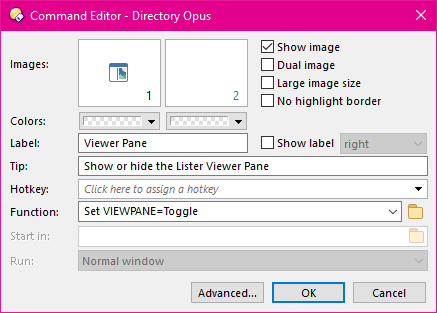 Command Editor - Directory Opus
Images:
1
2
Show image
Dual image
Large image size
No highlight border
Colors:
Label: Viewer Pane Show label right
Tip: Show or hide the Lister Viewer Pane
Hotkey: Click here to assign a hotkey
Function: Set VIEWPANE=Toggle
Start in:
Run: Normal window
Advanced... OK Cancel